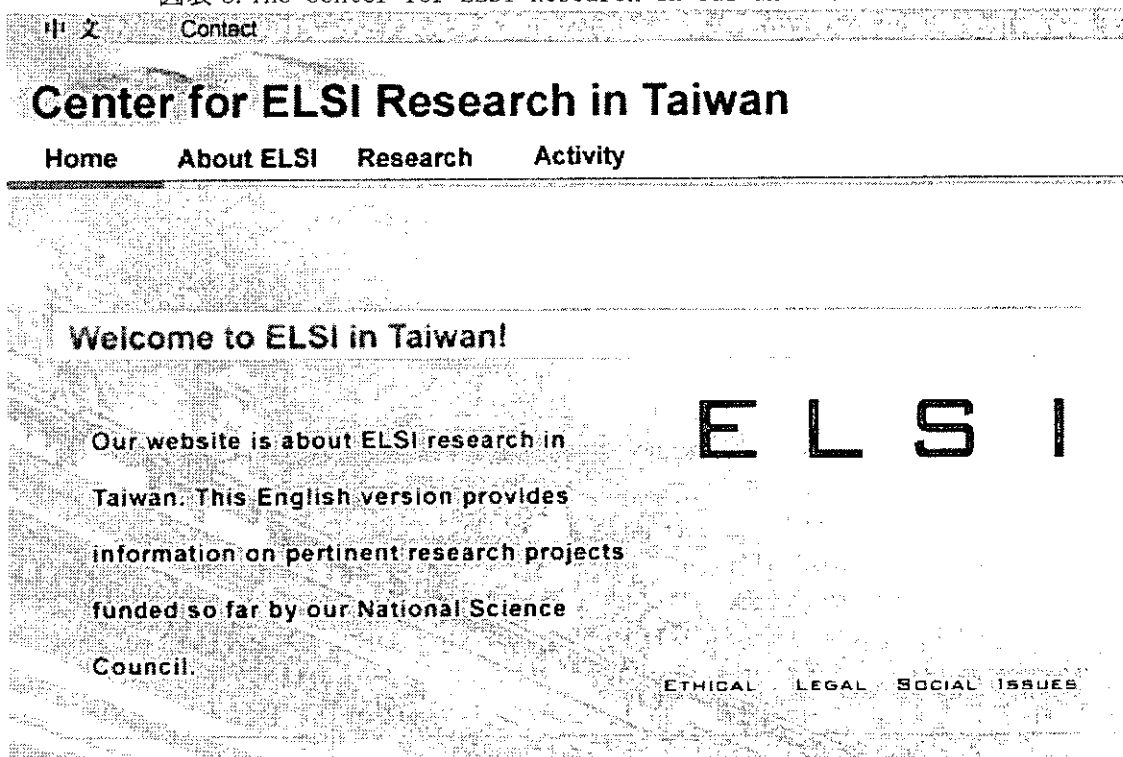 中文 Contact
Center for ELSI Research in Taiwan
Home About ELSI Research Activity
Welcome to ELSI in Taiwan!
Our website is about ELSI research in
Taiwan. This English version provides
information on pertinent research projects
funded so far by our National Science
Council.
E L S I
ETHICAL LEGAL SOCIAL ISSUES